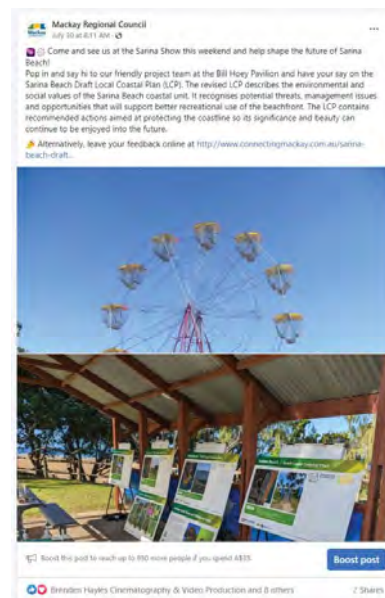 Mackay Regional Council
July 30 at 8:11 AM
Come and see us at the Sarina Show this weekend and help shape the future of Sarina
Beach!
Pop in and say hi to our friendly project team at the Bill Hoey Pavilion and have your say on the
Sarina Beach Draft Local Coastal Plan (LCP). The revised LCP describes the environmental and
social values of the Sarina Beach coastal unit. It recognises potential threats, management issues
and opportunities that will support better recreational use of the beachfront. The LCP contains
recommended actions aimed at protecting the coastline so its significance and beauty can
continue to be enjoyed into the future.
Alternatively, leave your feedback online at http://www.connectingmackay.com.au/sarina-
beach-draft...
Boost this post to reach up to 950 more people if you spend A$35.
Boost post
Brenden Hayles Cinematography & Video Production and 8 others
7 Shares